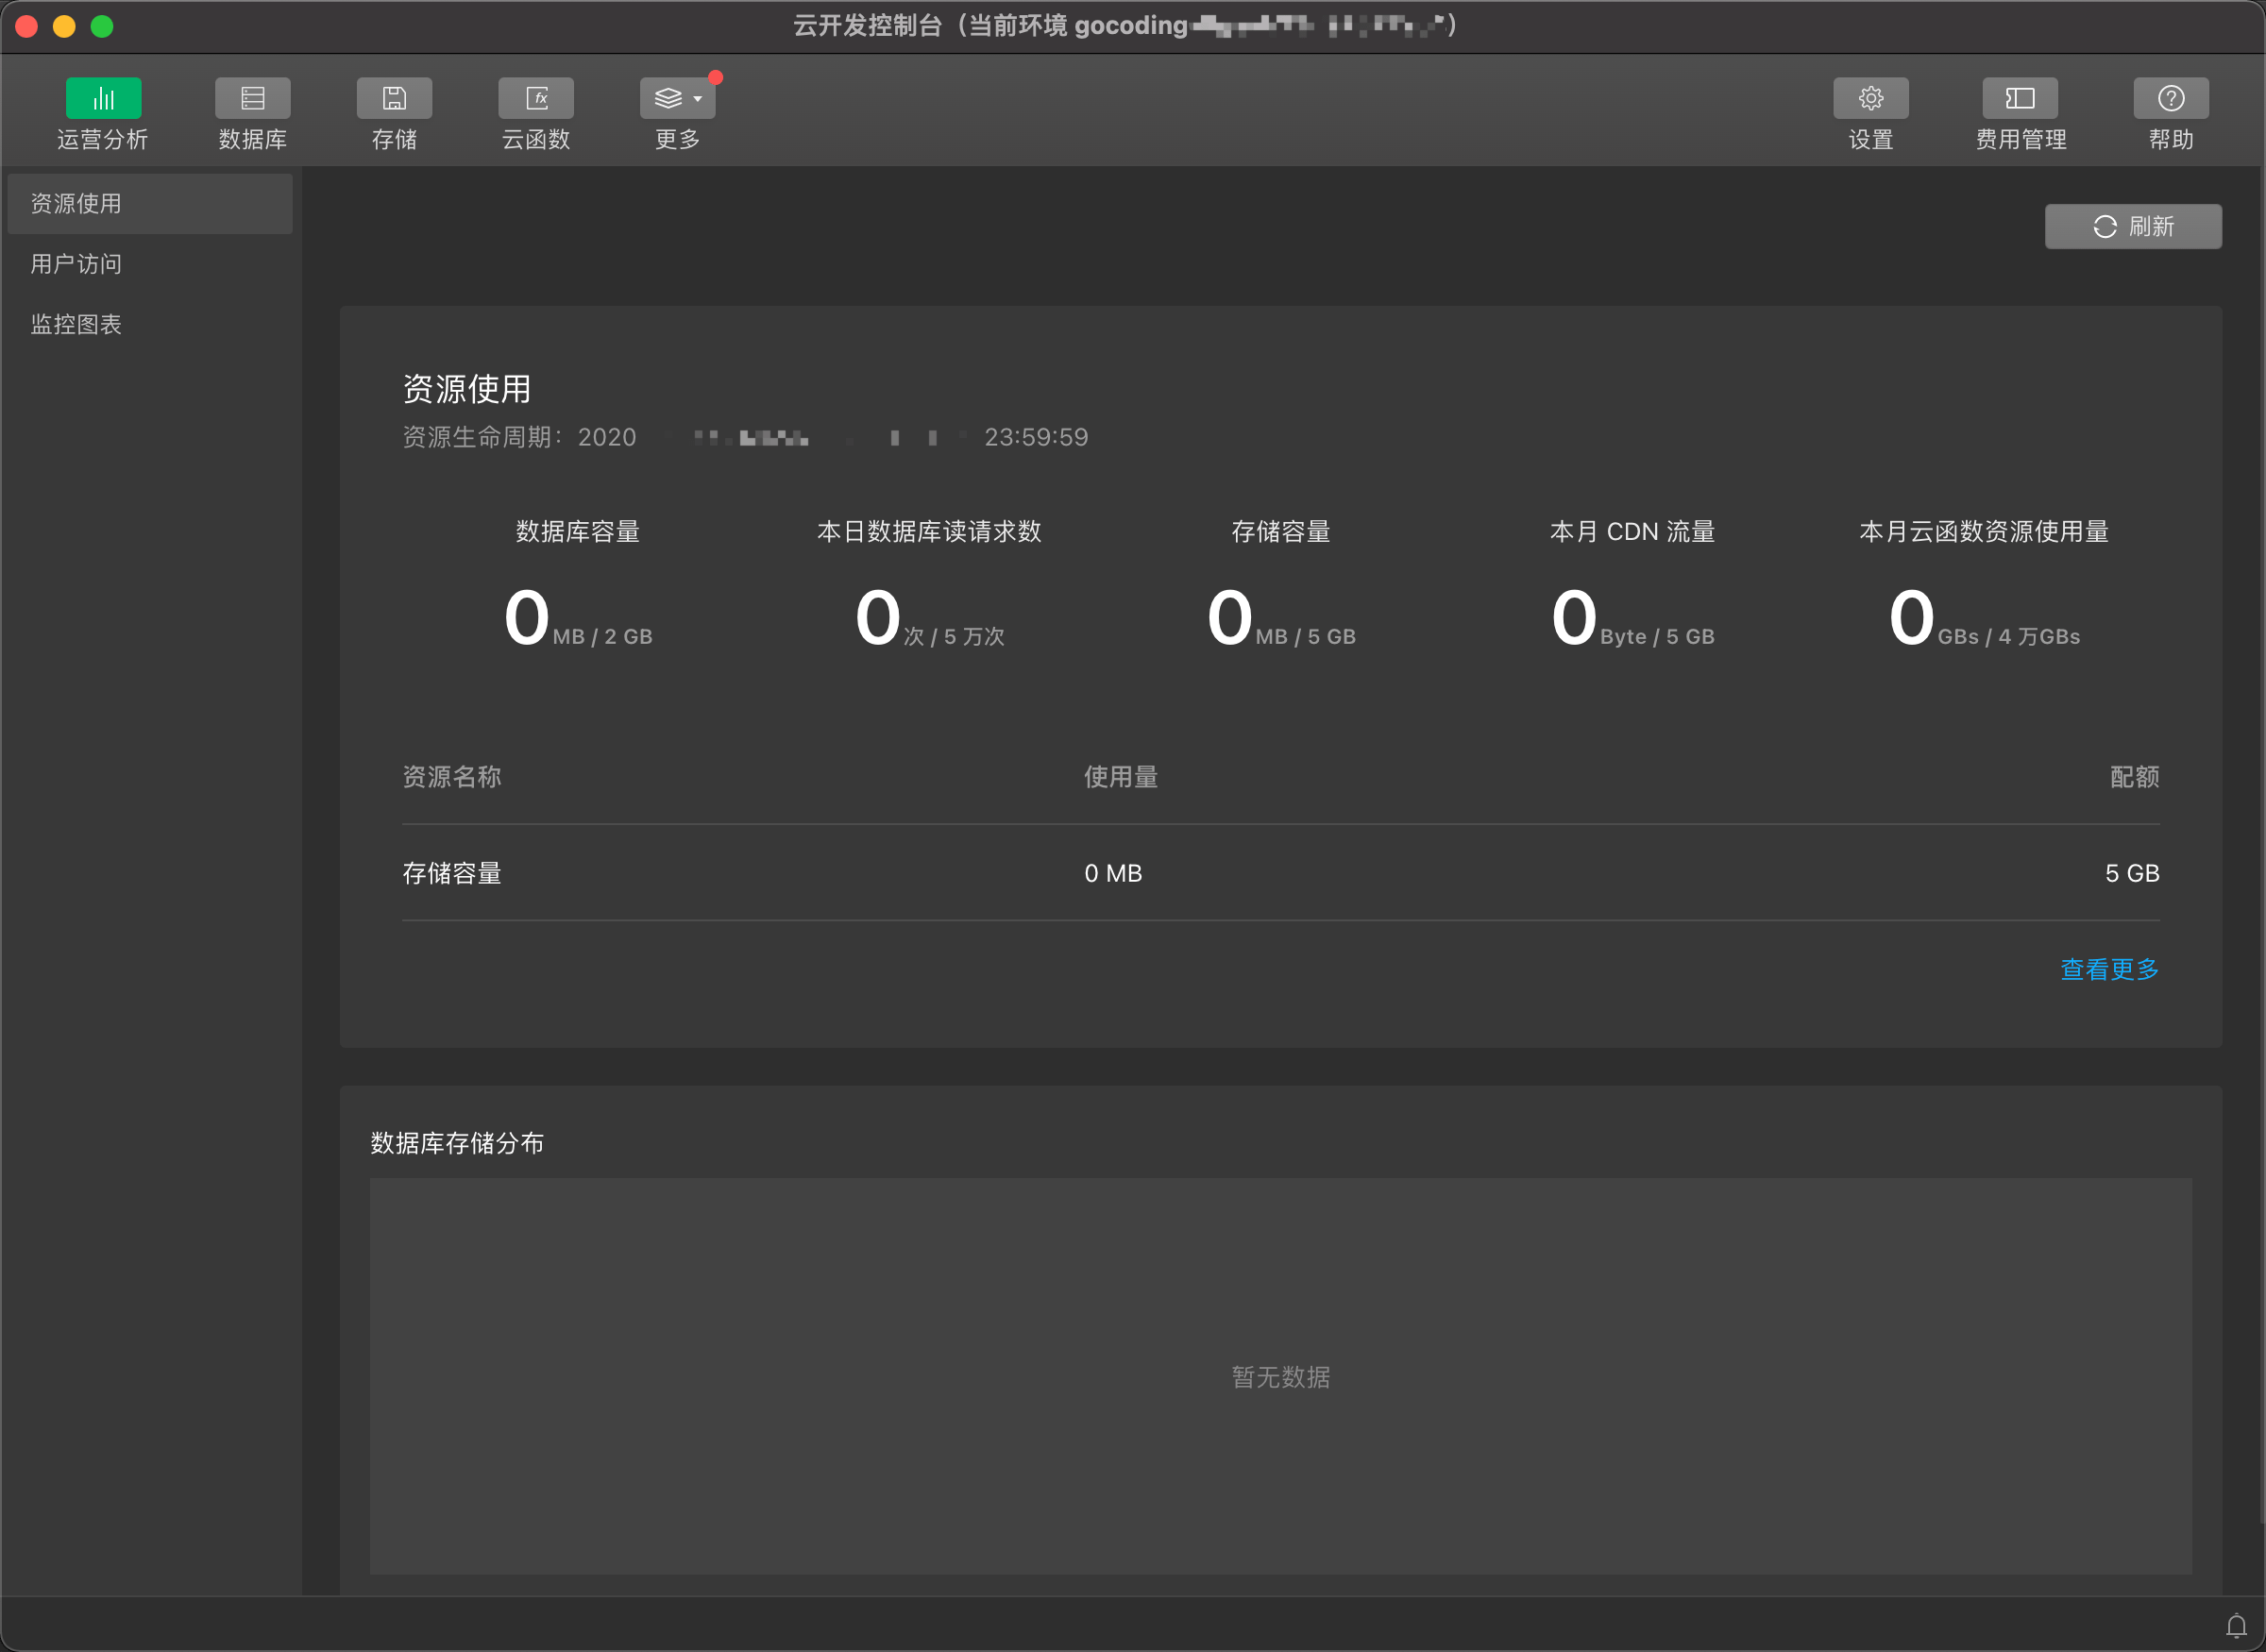 云开发控制台（当前环境 gocoding
运营分析 数据库 存储 云函数 更多 设置 费用管理 帮助
资源使用
用户访问
监控图表
刷新
资源使用
资源生命周期：2020 23:59:59
数据库容量 本日数据库读请求数 存储容量 本月 CDN 流量 本月云函数资源使用量
0 MB / 2 GB 0 次 / 5 万次 0 MB / 5 GB 0 Byte / 5 GB 0 GBs / 4 万GBs
资源名称 使用量 配额
存储容量 0 MB 5 GB
查看更多
数据库存储分布
暂无数据